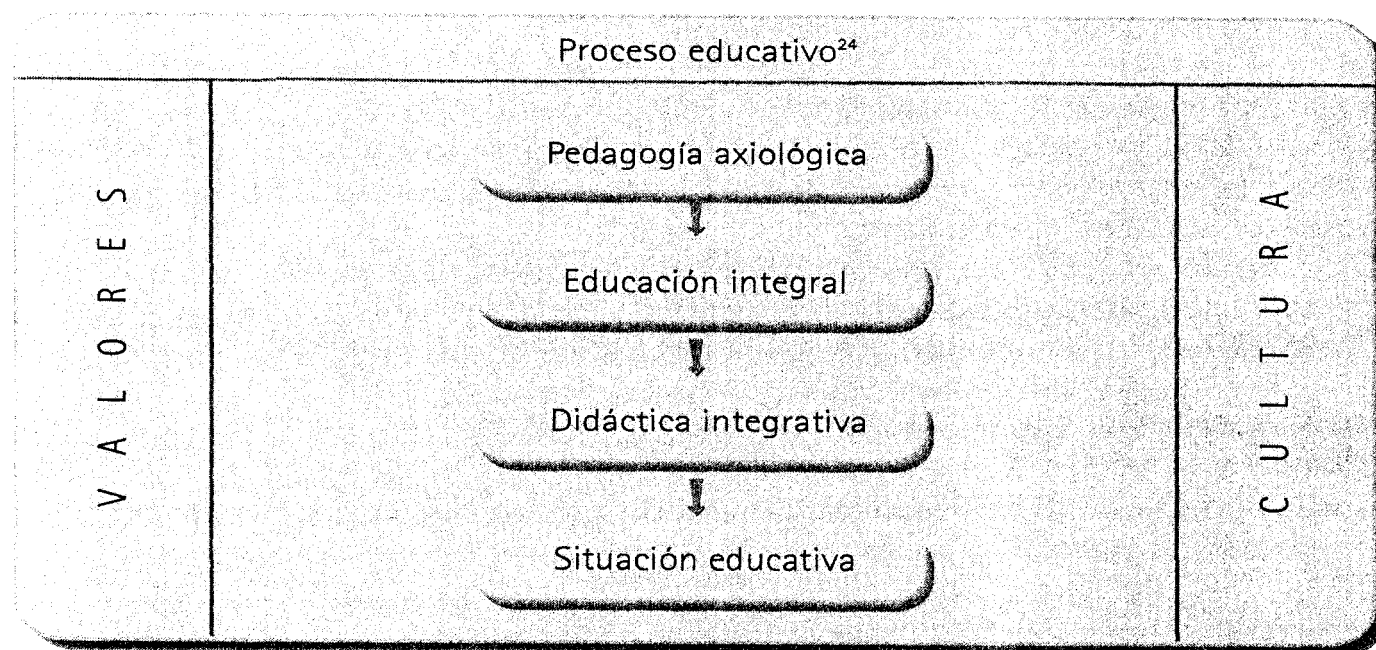 Proceso educativo²⁴
VALORES
Pedagogía axiológica
Educación integral
Didáctica integrativa
Situación educativa
CULTURA